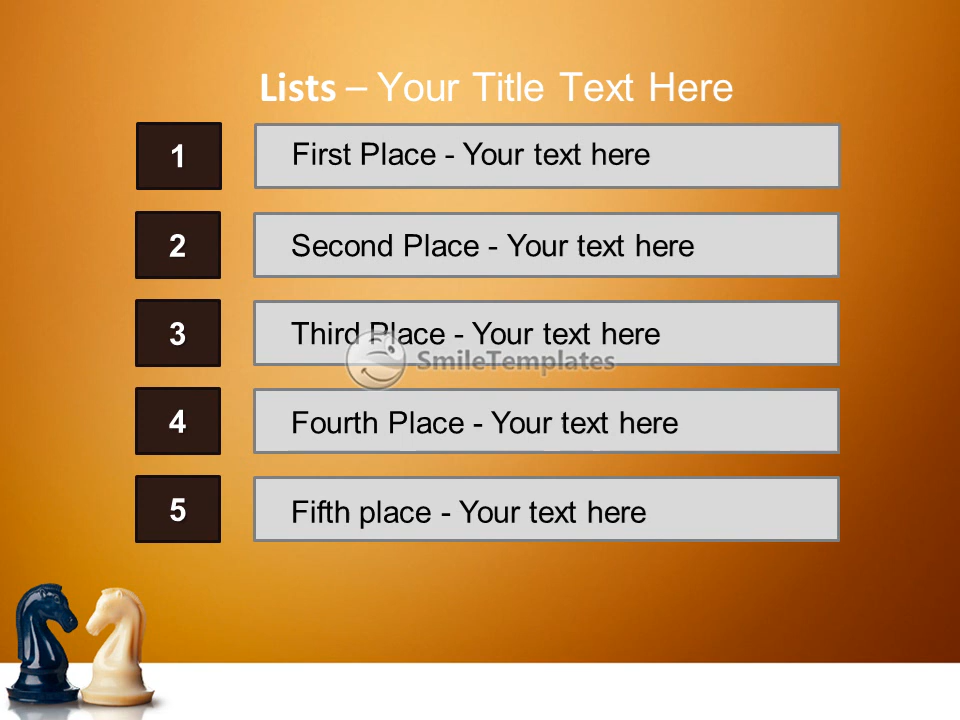 Lists – Your Title Text Here
1 First Place - Your text here
2 Second Place - Your text here
3 Third Place - Your text here
SmileTemplates
4 Fourth Place - Your text here
5 Fifth place - Your text here